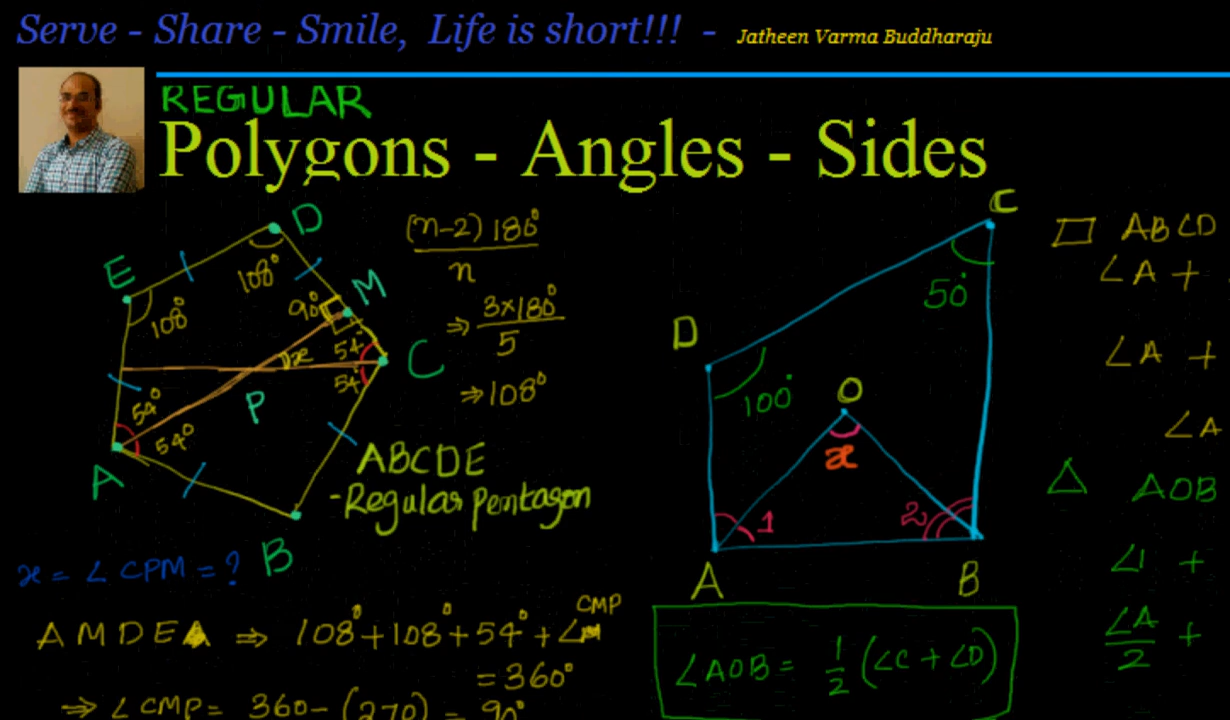 Serve - Share - Smile, Life is short!!! - Jatheen Varma Buddharaju
REGULAR
Polygons - Angles - Sides
D
E
108°
108°
90°
M
x
54°
54°
C
P
54°
54°
A
B
(n-2) 180°
n
⇒ 3×180°
5
⇒ 108°
ABCDE
- Regular Pentagon
x = ∠ CPM = ?
AMDEA ⇒ 108° + 108° + 54° + ∠CMP
= 360°
⇒ ∠ CMP = 360 - (270) = 90°
C
50°
D
100°
O
x
1
2
A
B
∠AOB = 1/2 (∠C + ∠D)
□ ABCD
∠A +
∠A +
∠A
△ AOB
∠1 +
∠A/2 +